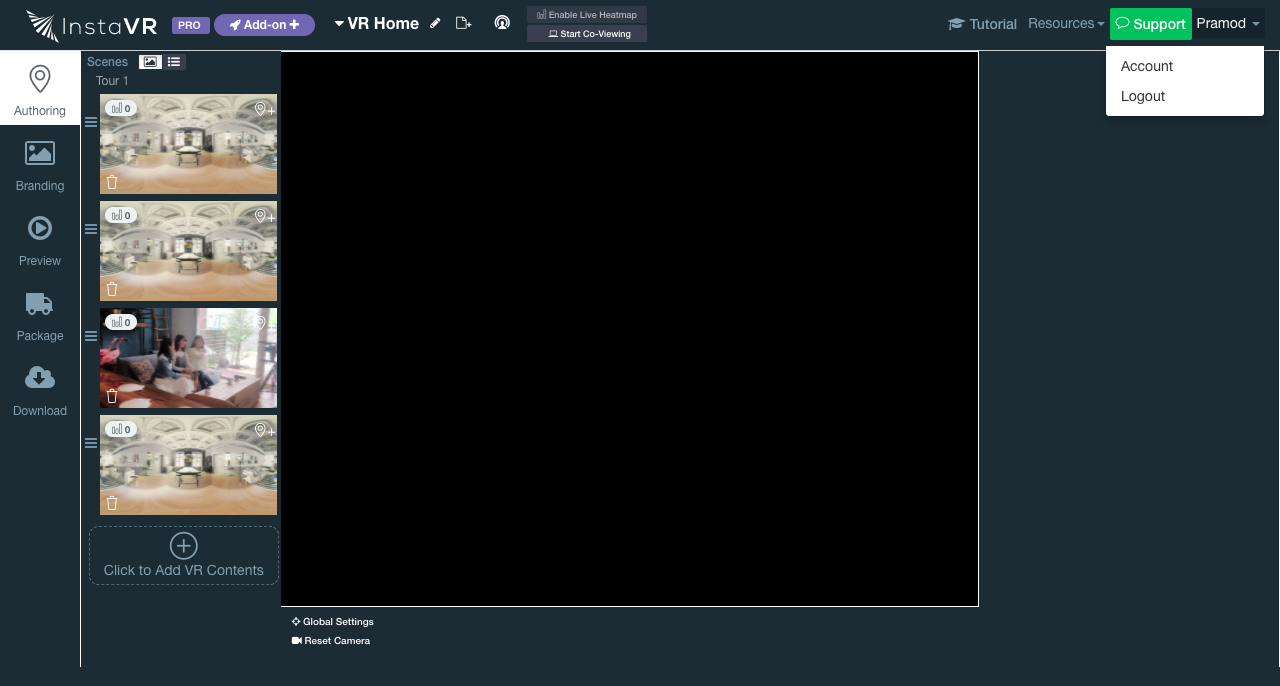 InstaVR
PRO
Add-on
VR Home
Enable Live Heatmap
Start Co-Viewing
Tutorial
Resources
Support
Pramod
Account
Logout
Authoring
Branding
Preview
Package
Download
Scenes
Tour 1
0
0
0
0
Click to Add VR Contents
Global Settings
Reset Camera